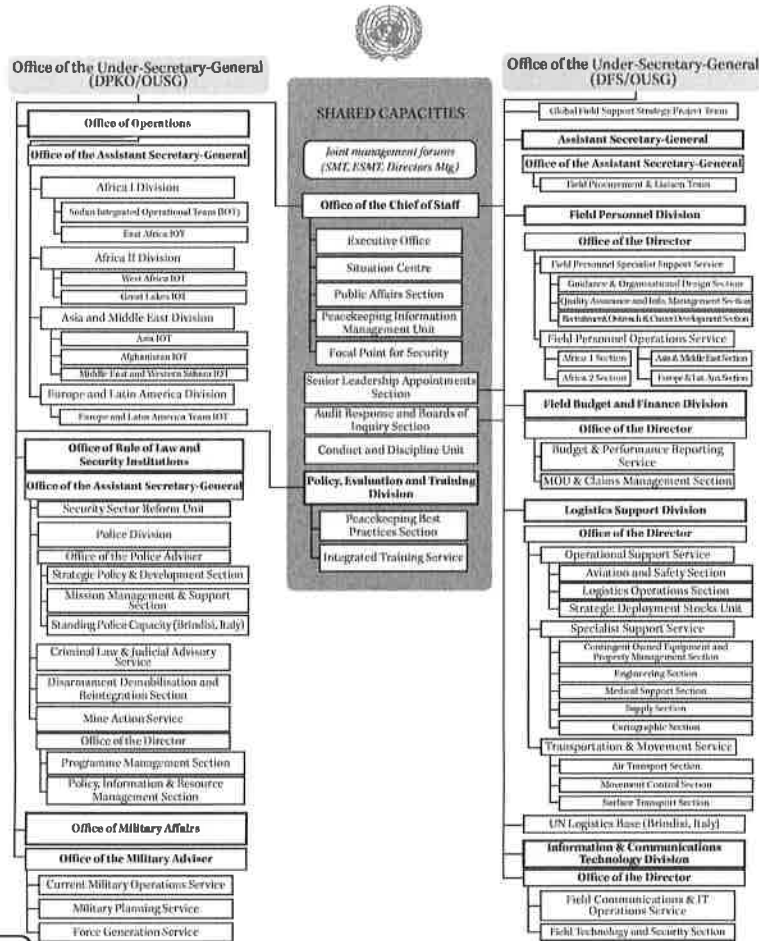 Office of the Under-Secretary-General
(DPKO/OUSG)
Office of Operations
Office of the Assistant Secretary-General
Africa I Division
Sudan Integrated Operational Team (IOT)
East Africa IOT
Africa II Division
West Africa IOT
Great Lakes IOT
Asia and Middle East Division
Asia IOT
Afghanistan IOT
Middle East and Western Sahara IOT
Europe and Latin America Division
Europe and Latin America Team IOT
Office of Rule of Law and
Security Institutions
Office of the Assistant Secretary-General
Security Sector Reform Unit
Police Division
Office of the Police Adviser
Strategic Policy & Development Section
Mission Management & Support
Section
Standing Police Capacity (Brindisi, Italy)
Criminal Law & Judicial Advisory
Service
Disarmament Demobilisation and
Reintegration Section
Mine Action Service
Office of the Director
Programme Management Section
Policy, Information & Resource
Management Section
Office of Military Affairs
Office of the Military Adviser
Current Military Operations Service
Military Planning Service
Force Generation Service
SHARED CAPACITIES
Joint management forums
(SMT, ESMT, Directors Mtg)
Office of the Chief of Staff
Executive Office
Situation Centre
Public Affairs Section
Peacekeeping Information
Management Unit
Focal Point for Security
Senior Leadership Appointments
Section
Audit Response and Boards of
Inquiry Section
Conduct and Discipline Unit
Policy, Evaluation and Training
Division
Peacekeeping Best
Practices Section
Integrated Training Service
Office of the Under-Secretary-General
(DFS/OUSG)
Global Field Support Strategy Project Team
Assistant Secretary-General
Office of the Assistant Secretary-General
Field Procurement & Liaison Team
Field Personnel Division
Office of the Director
Field Personnel Specialist Support Service
Guidance & Organisational Design Section
Quality Assurance and Info. Management Section
Recruitment, Outreach & Career Development Section
Field Personnel Operations Service
Africa 1 Section
Asia & Middle East Section
Africa 2 Section
Europe & Lat. Am Section
Field Budget and Finance Division
Office of the Director
Budget & Performance Reporting
Service
MOU & Claims Management Section
Logistics Support Division
Office of the Director
Operational Support Service
Aviation and Safety Section
Logistics Operations Section
Strategic Deployment Stocks Unit
Specialist Support Service
Contingent Owned Equipment and
Property Management Section
Engineering Section
Medical Support Section
Supply Section
Cartographic Section
Transportation & Movement Service
Air Transport Section
Movement Control Section
Surface Transport Section
UN Logistics Base (Brindisi, Italy)
Information & Communications
Technology Division
Office of the Director
Field Communications & IT
Operations Service
Field Technology and Security Section